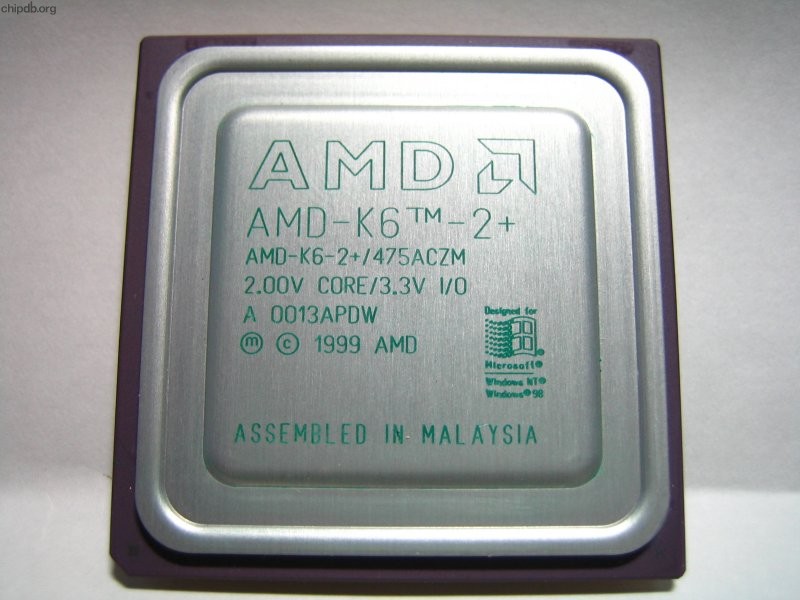 chipdb.org
AMD
AMD-K6™-2+
AMD-K6-2+/475ACZM
2.00V CORE/3.3V I/O
A 0013APDW
ⓜ © 1999 AMD
Designed for
Microsoft®
Windows NT®
Windows® 98
ASSEMBLED IN MALAYSIA